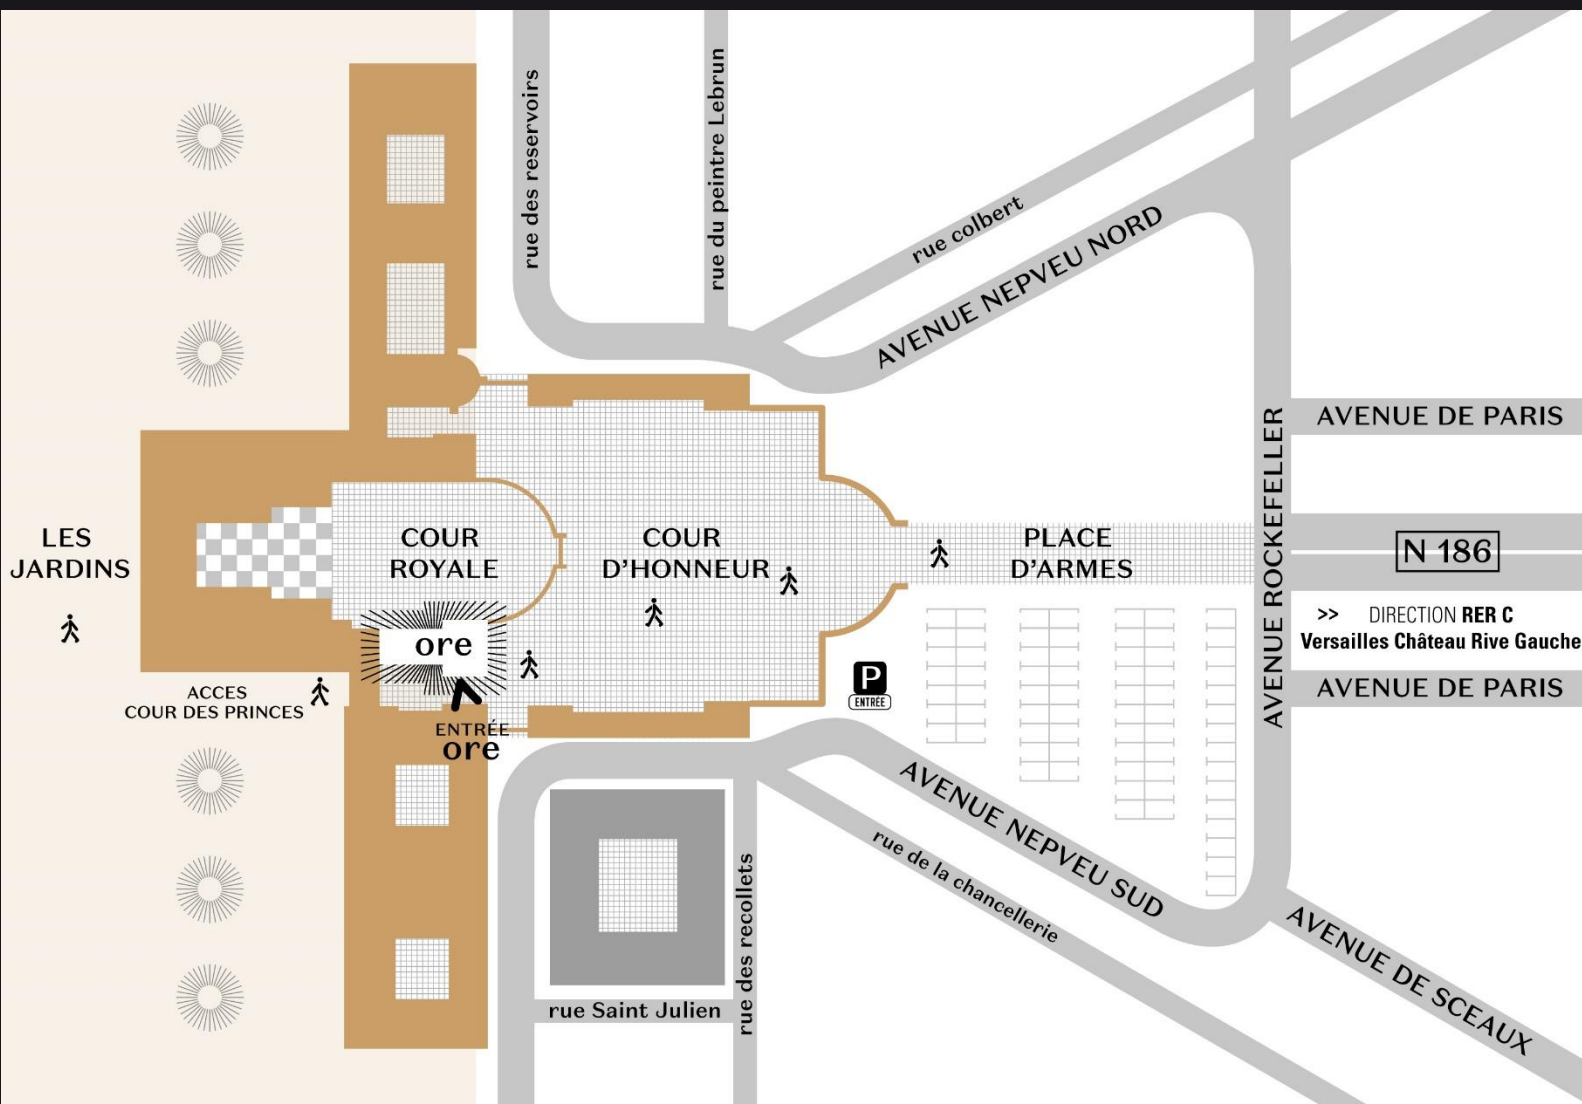 rue des reservoirs
rue du peintre Lebrun
rue colbert
AVENUE NEPVEU NORD
AVENUE ROCKEFELLER
AVENUE DE PARIS
LES
JARDINS
COUR
ROYALE
COUR
D'HONNEUR
PLACE
D'ARMES
N 186
>> DIRECTION RER C
Versailles Château Rive Gauche
ore
P
ENTRÉE
AVENUE DE PARIS
ACCES
COUR DES PRINCES
ENTRÉE
ore
AVENUE NEPVEU SUD
rue de la chancellerie
rue des recollets
rue Saint Julien
AVENUE DE SCEAUX